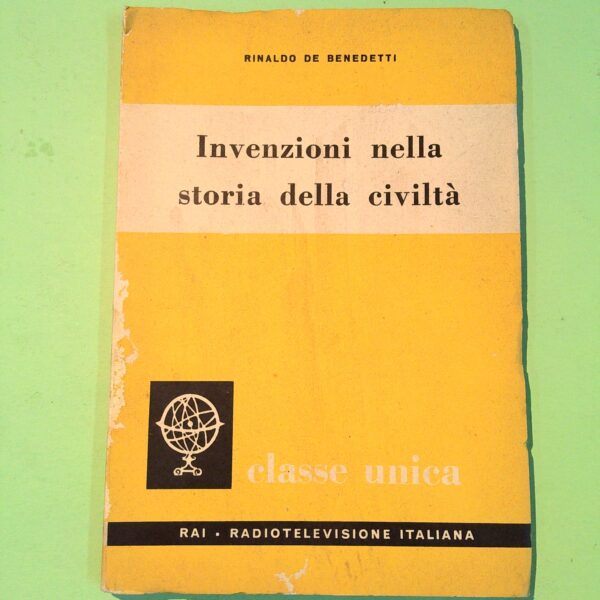 RINALDO DE BENEDETTI
Invenzioni nella
storia della civiltà
classe unica
RAI • RADIOTELEVISIONE ITALIANA